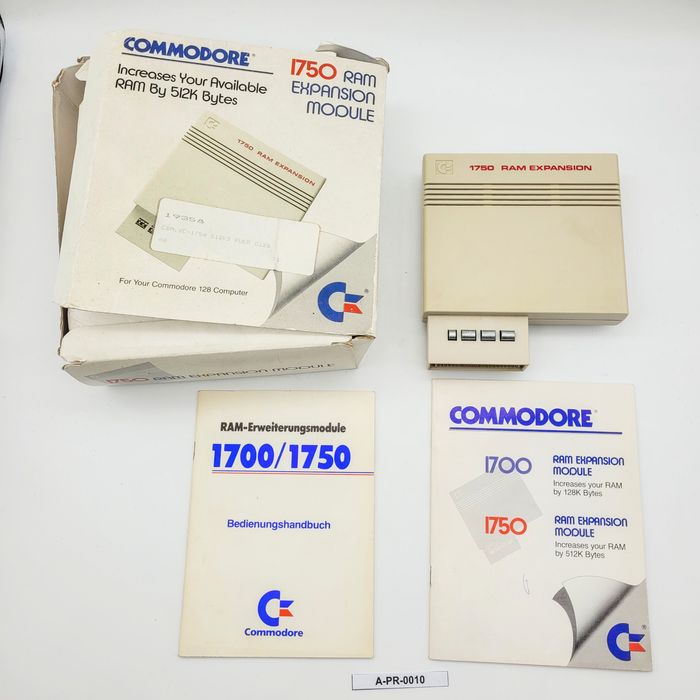 COMMODORE
Increases Your Available
RAM By 512K Bytes
1750 RAM
EXPANSION
MODULE
1750 RAM EXPANSION
19258
For Your Commodore 128 Computer
1750 RAM EXPANSION MODULE
1750 RAM EXPANSION
RAM-Erweiterungsmodule
1700/1750
Bedienungshandbuch
Commodore
COMMODORE
1700 RAM EXPANSION
MODULE
Increases your RAM
by 128K Bytes
1750 RAM EXPANSION
MODULE
Increases your RAM
by 512K Bytes
A-PR-0010